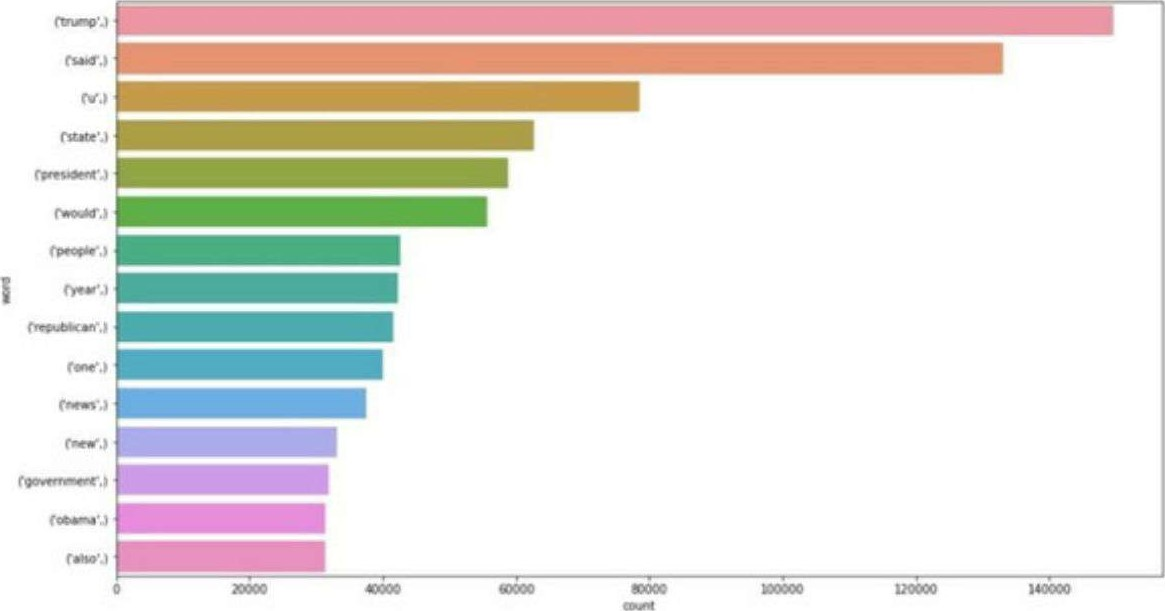 ('trump',)
('said',)
('u',)
('state',)
('president',)
('would',)
('people',)
('year',)
('republican',)
('one',)
('news',)
('new',)
('government',)
('obama',)
('also',)
word
0 20000 40000 60000 80000 100000 120000 140000
count